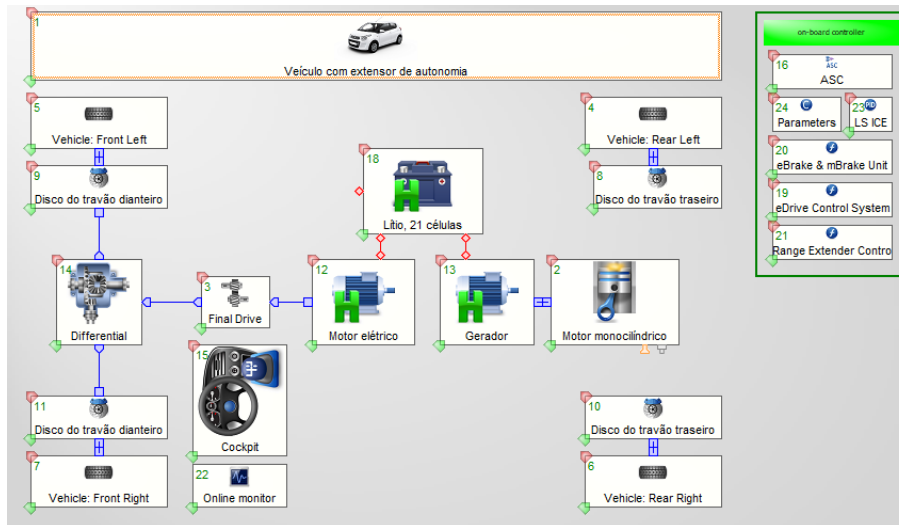 1
Veículo com extensor de autonomia
on-board controller
16
ASC
ASC
24
Parameters
23
PID
LS ICE
20
eBrake & mBrake Unit
19
eDrive Control System
21
Range Extender Contro
5
Vehicle: Front Left
4
Vehicle: Rear Left
9
Disco do travão dianteiro
18
Lítio, 21 células
8
Disco do travão traseiro
14
Differential
3
Final Drive
12
Motor elétrico
13
Gerador
2
Motor monocilíndrico
15
Cockpit
11
Disco do travão dianteiro
10
Disco do travão traseiro
7
Vehicle: Front Right
22
Online monitor
6
Vehicle: Rear Right